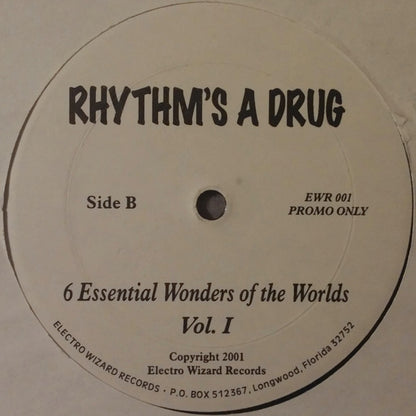 RHYTHM'S A DRUG
Side B
EWR 001
PROMO ONLY
6 Essential Wonders of the Worlds
Vol. I
Copyright 2001
Electro Wizard Records
ELECTRO WIZARD RECORDS - P.O. BOX 512367, Longwood, Florida 32752